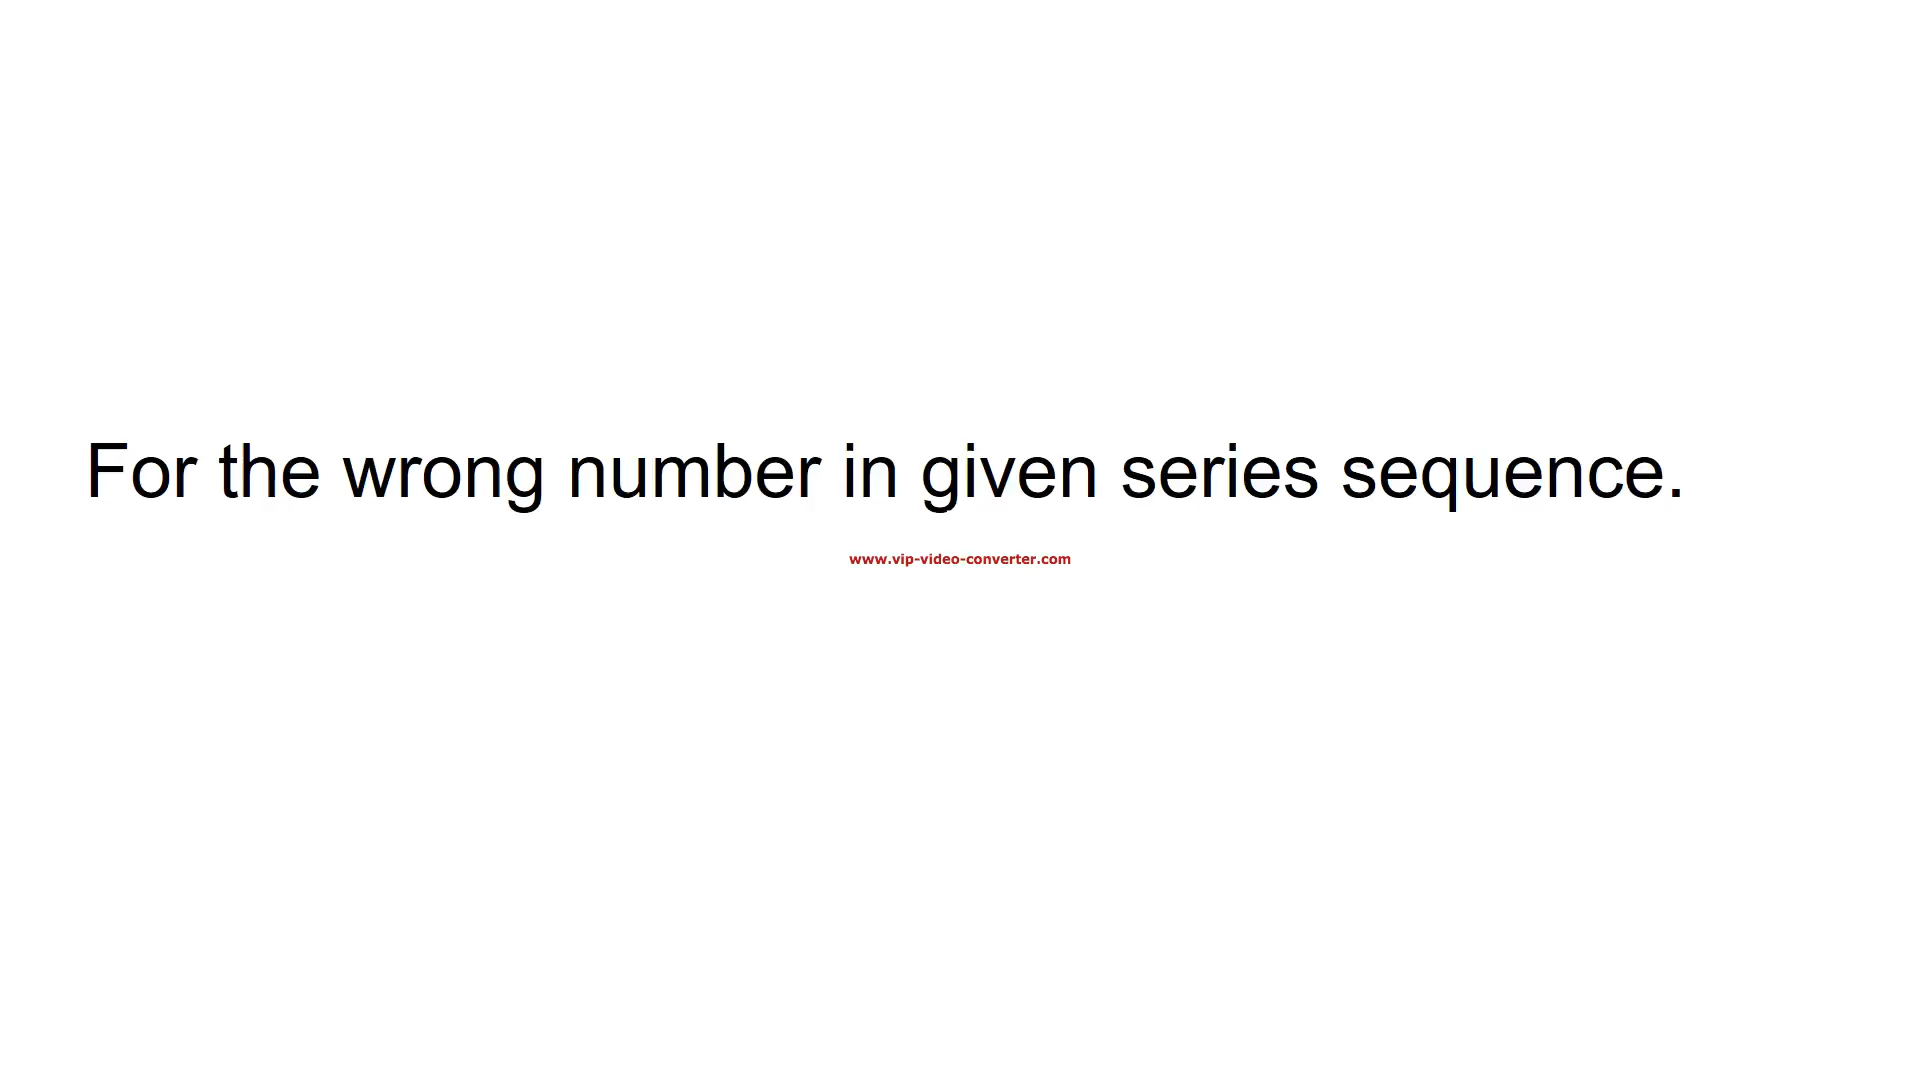 For the wrong number in given series sequence.
www.vip-video-converter.com